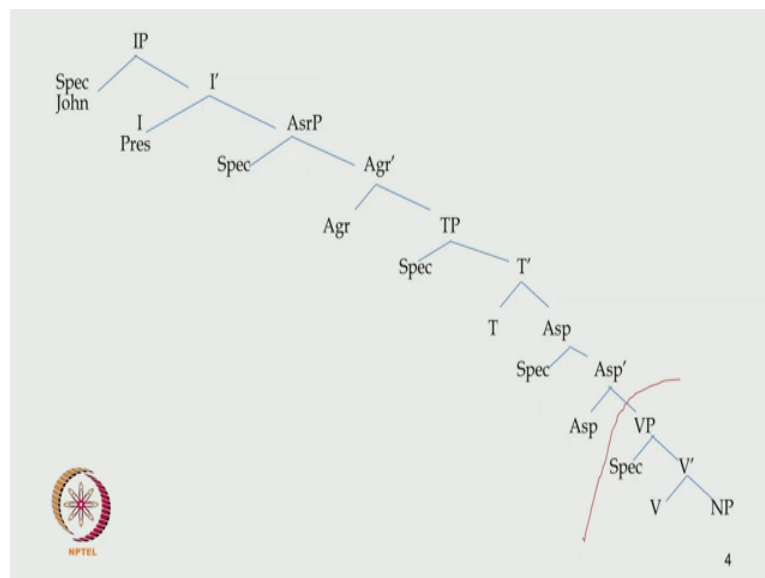 IP
Spec
John
I′
I
Pres
AsrP
Spec
Agr′
Agr
TP
Spec
T′
T
Asp
Spec
Asp′
Asp
VP
Spec
V′
V
NP
NPTEL
4